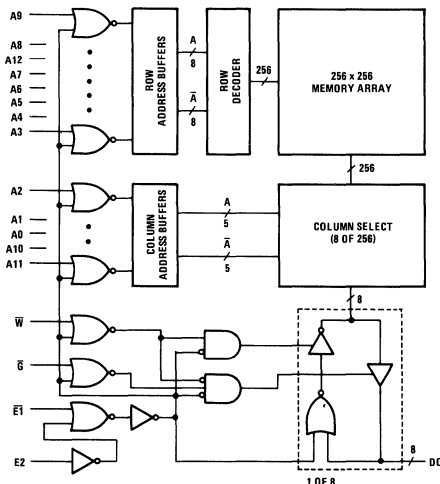 A9
A8
A12
A7
A6
A5
A4
A3
ROW
ADDRESS BUFFERS
A
8
A̅
8
ROW
DECODER
256
256 x 256
MEMORY ARRAY
256
A2
A1
A0
A10
A11
COLUMN
ADDRESS BUFFERS
A
5
A̅
5
COLUMN SELECT
(8 OF 256)
8
W̅
G̅
E̅1̅
E2
8
DQ
1 OF 8